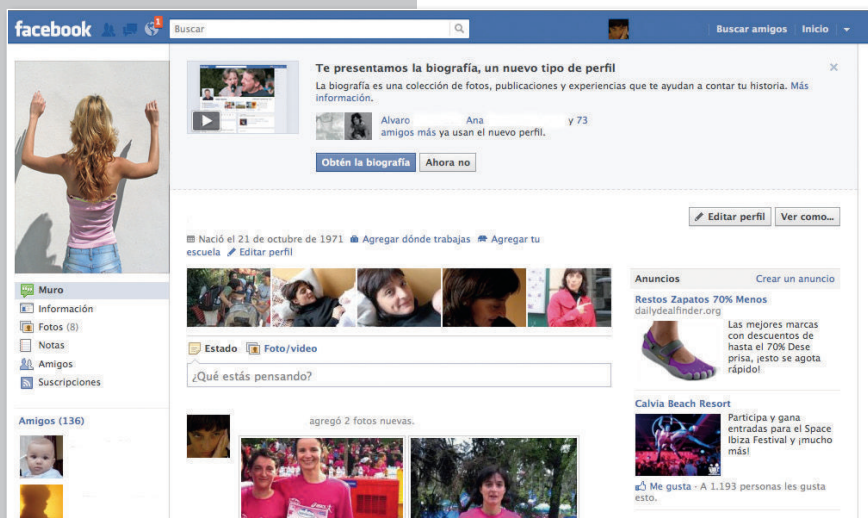 facebook
1
Buscar
Buscar amigos
Inicio
Te presentamos la biografía, un nuevo tipo de perfil
La biografía es una colección de fotos, publicaciones y experiencias que te ayudan a contar tu historia. Más
información.
Alvaro Ana y 73
amigos más ya usan el nuevo perfil.
Obtén la biografía
Ahora no
Editar perfil
Ver como...
Nació el 21 de octubre de 1971 Agregar dónde trabajas Agregar tu
escuela Editar perfil
Muro
Información
Fotos (8)
Notas
Amigos
Suscripciones
Amigos (136)
Estado Foto/video
¿Qué estás pensando?
agregó 2 fotos nuevas.
Anuncios
Crear un anuncio
Restos Zapatos 70% Menos
dailydealfinder.org
Las mejores marcas
con descuentos de
hasta el 70% Dese
prisa, ¡esto se agota
rápido!
Calvia Beach Resort
Participa y gana
entradas para el Space
Ibiza Festival y ¡mucho
más!
Me gusta · A 1.193 personas les gusta
esto.